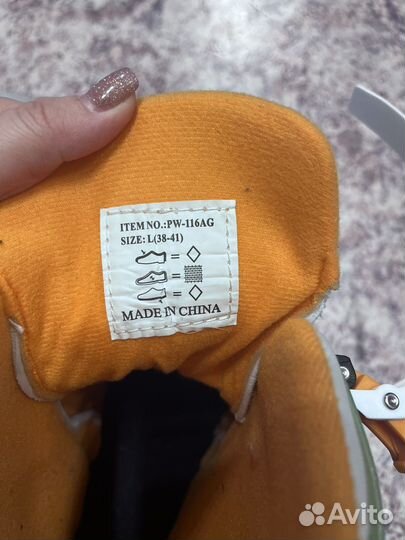 ITEM NO.:PW-116AG
SIZE: L(38-41)
=
=
=
MADE IN CHINA
Avito